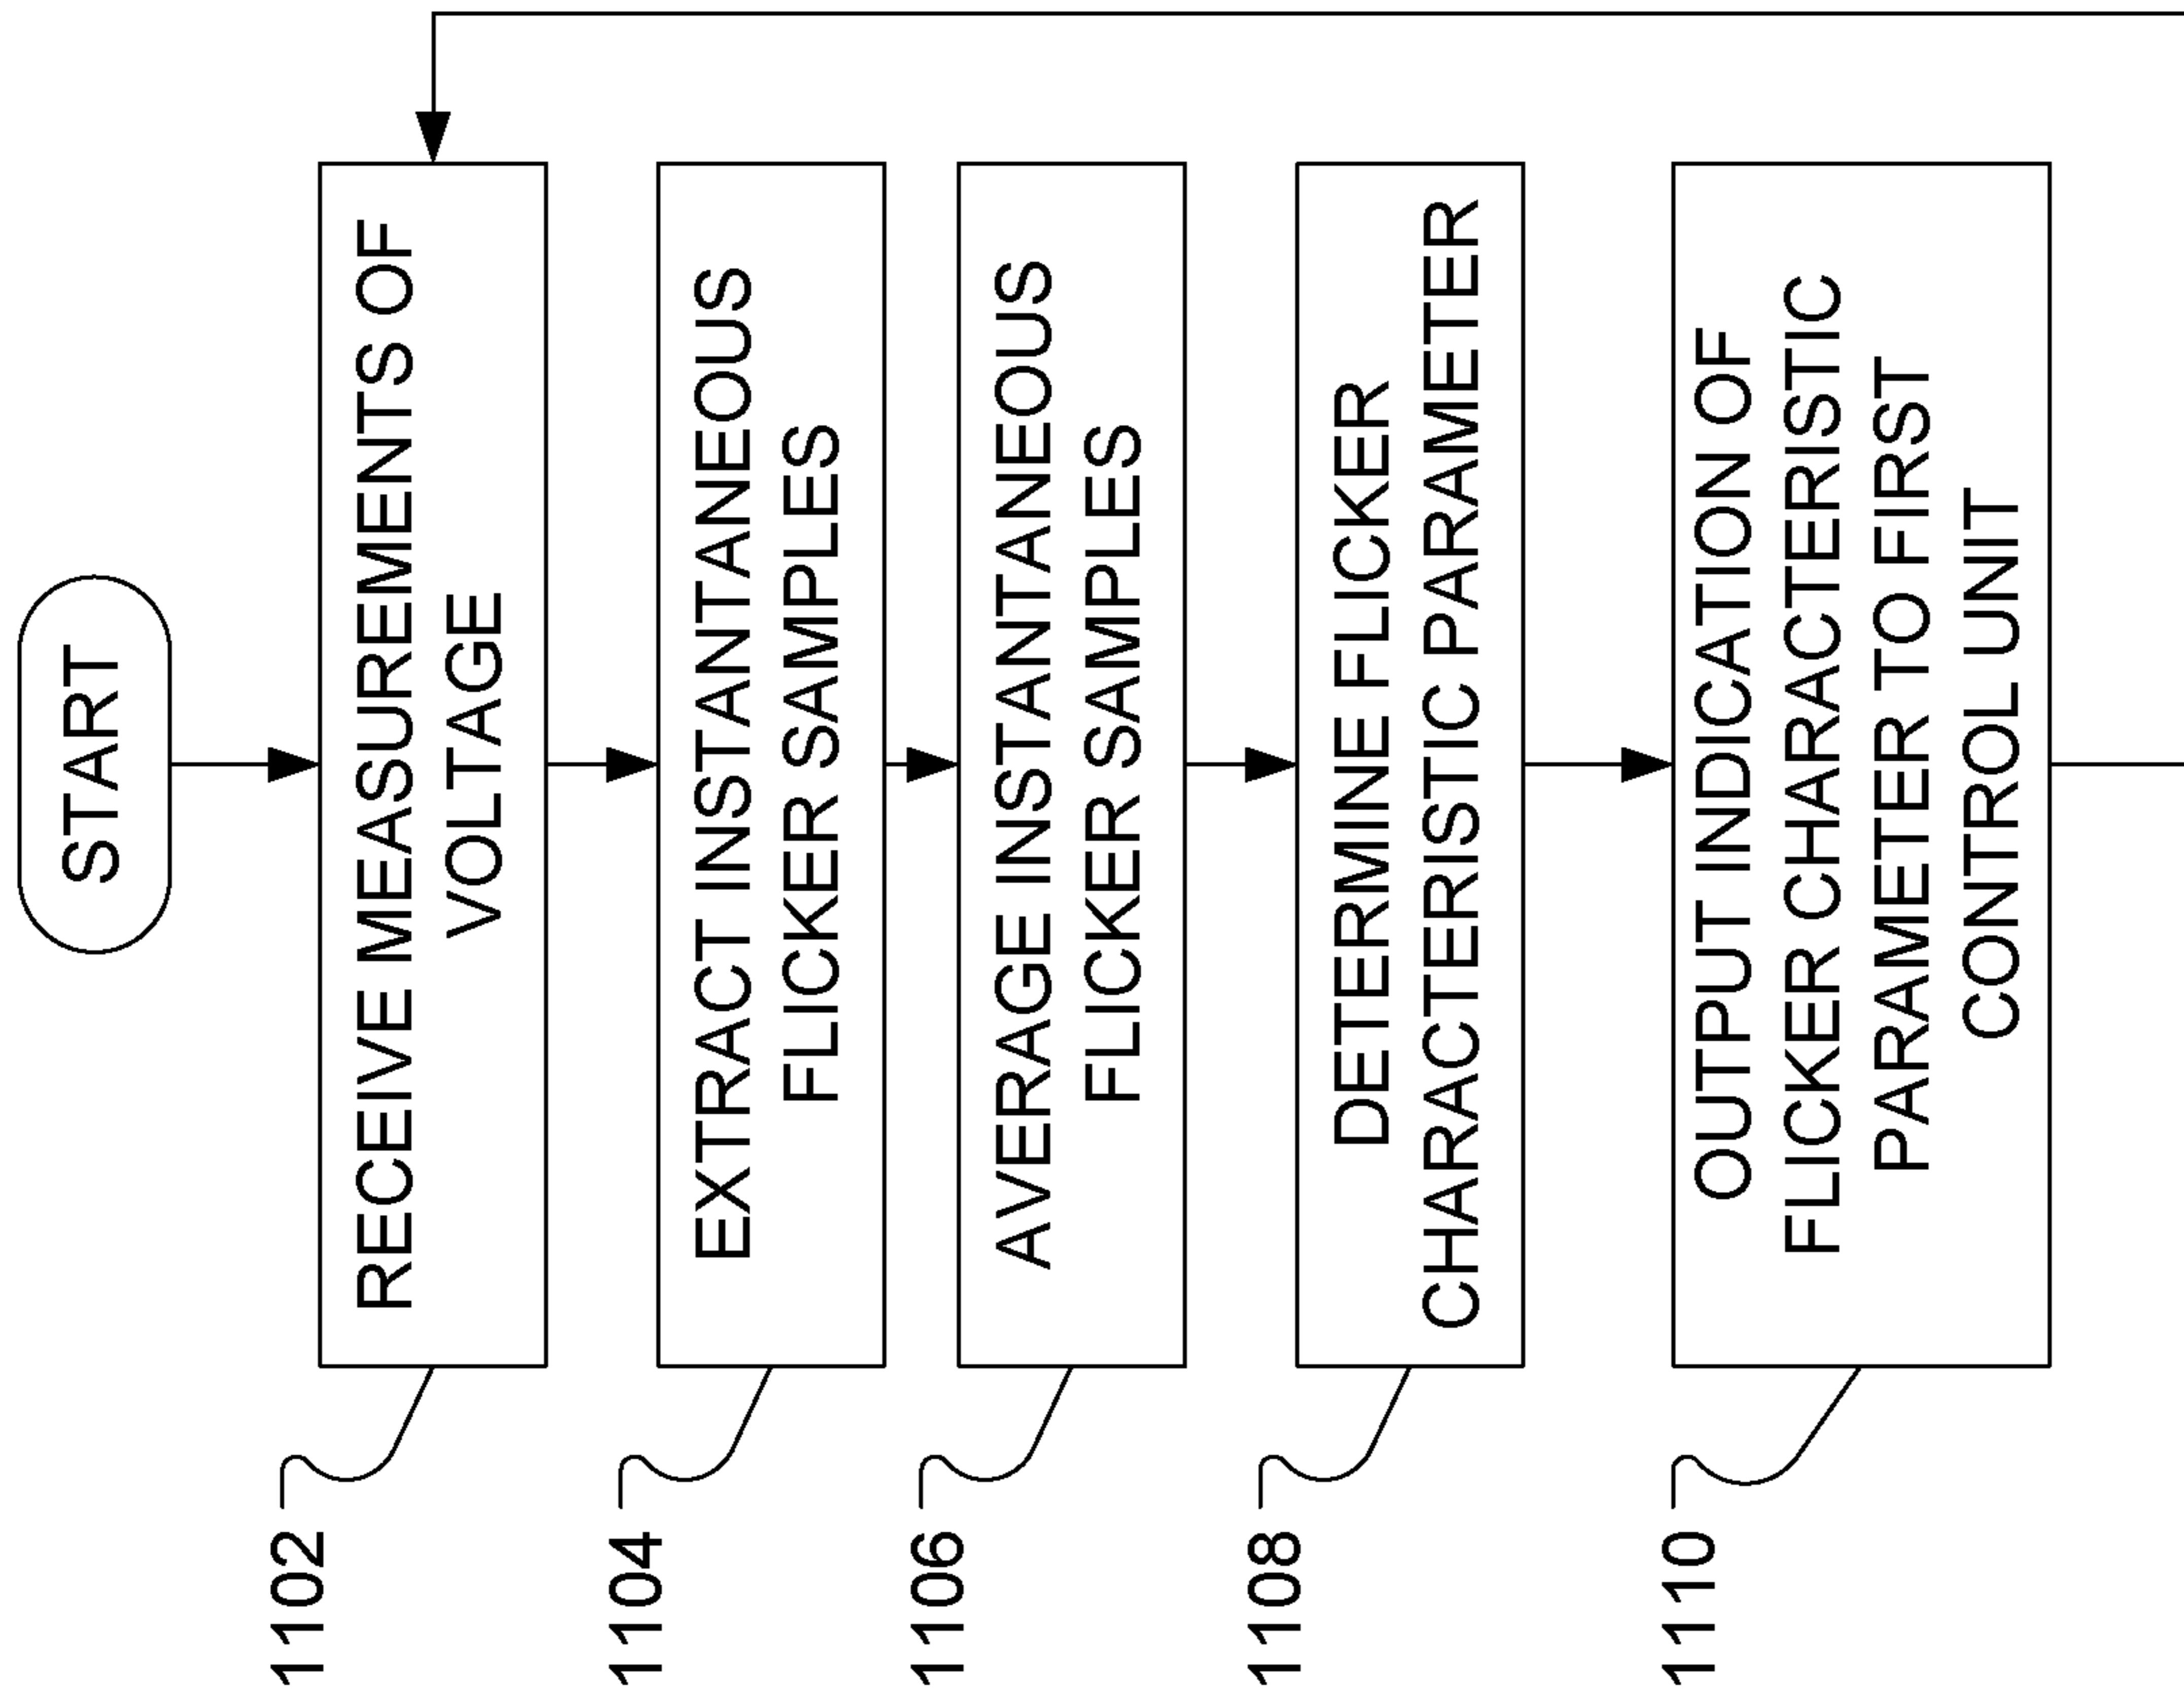 START
1102
RECEIVE MEASUREMENTS OF
VOLTAGE
1104
EXTRACT INSTANTANEOUS
FLICKER SAMPLES
1106
AVERAGE INSTANTANEOUS
FLICKER SAMPLES
1108
DETERMINE FLICKER
CHARACTERISTIC PARAMETER
1110
OUTPUT INDICATION OF
FLICKER CHARACTERISTIC
PARAMETER TO FIRST
CONTROL UNIT